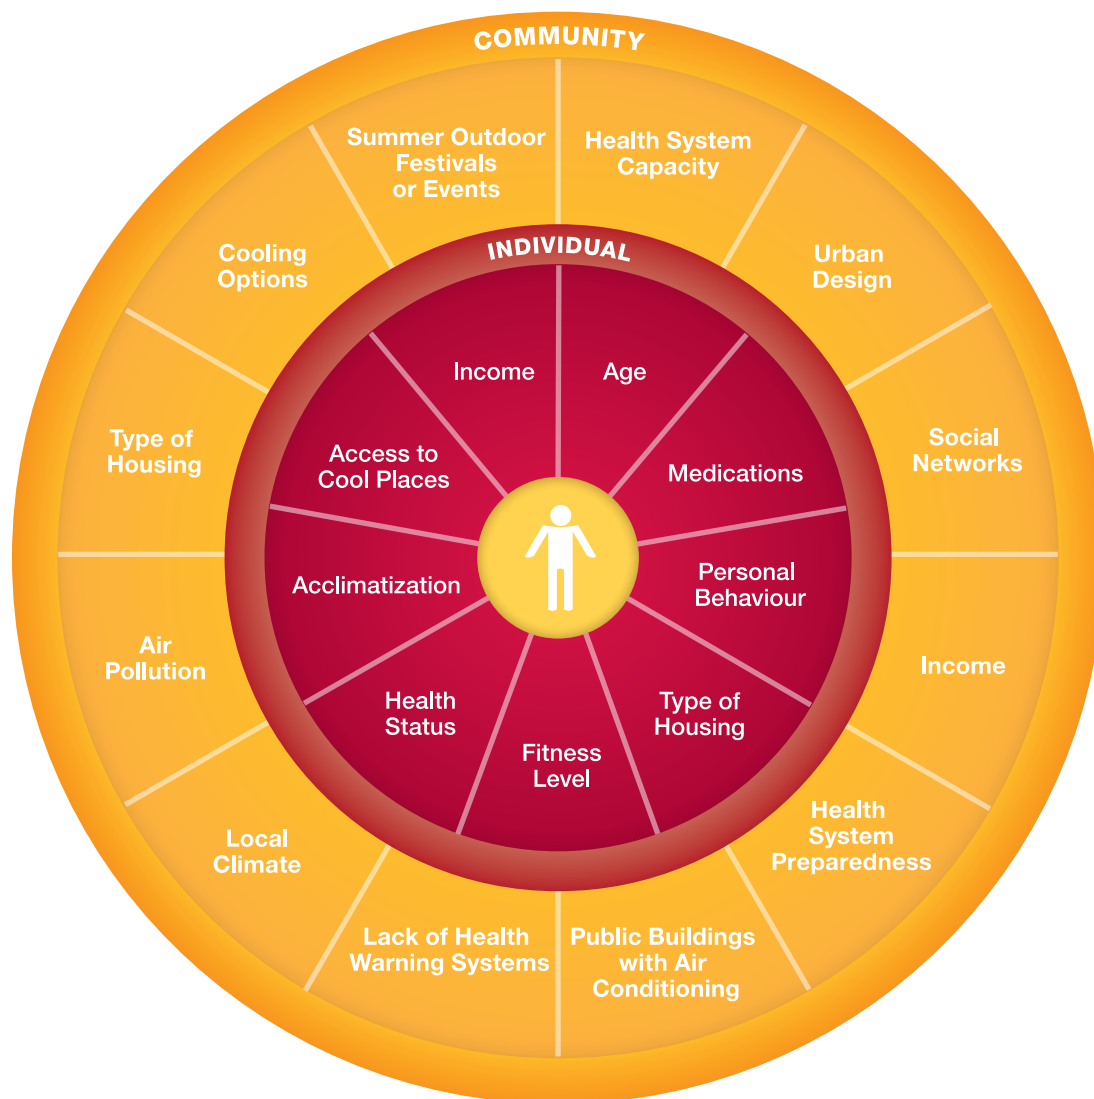 COMMUNITY
Health System
Capacity
Urban
Design
Social
Networks
Income
Health
System
Preparedness
Public Buildings
with Air
Conditioning
Lack of Health
Warning Systems
Local
Climate
Air
Pollution
Type of
Housing
Cooling
Options
Summer Outdoor
Festivals
or Events
INDIVIDUAL
Age
Medications
Personal
Behaviour
Type of
Housing
Fitness
Level
Health
Status
Acclimatization
Access to
Cool Places
Income